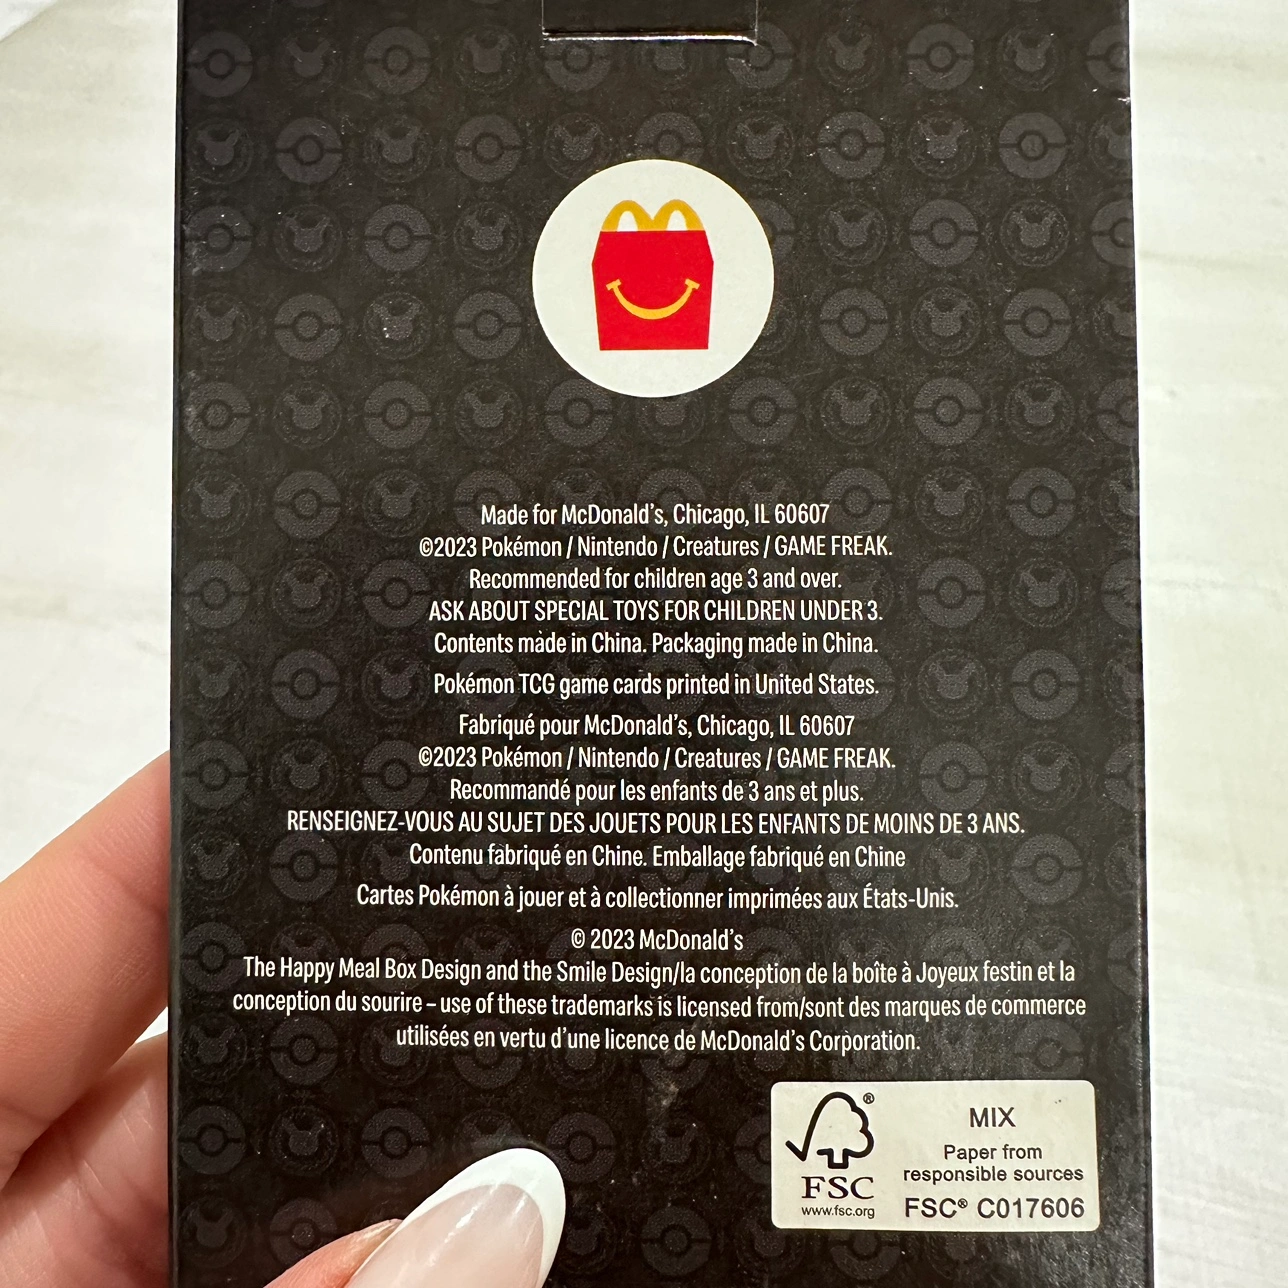 Made for McDonald's, Chicago, IL 60607
©2023 Pokémon / Nintendo / Creatures / GAME FREAK.
Recommended for children age 3 and over.
ASK ABOUT SPECIAL TOYS FOR CHILDREN UNDER 3.
Contents made in China. Packaging made in China.
Pokémon TCG game cards printed in United States.
Fabriqué pour McDonald's, Chicago, IL 60607
©2023 Pokémon / Nintendo / Creatures / GAME FREAK.
Recommandé pour les enfants de 3 ans et plus.
RENSEIGNEZ-VOUS AU SUJET DES JOUETS POUR LES ENFANTS DE MOINS DE 3 ANS.
Contenu fabriqué en Chine. Emballage fabriqué en Chine
Cartes Pokémon à jouer et à collectionner imprimées aux États-Unis.
© 2023 McDonald's
The Happy Meal Box Design and the Smile Design/la conception de la boîte à Joyeux festin et la
conception du sourire – use of these trademarks is licensed from/sont des marques de commerce
utilisées en vertu d'une licence de McDonald's Corporation.
®
FSC
www.fsc.org
MIX
Paper from
responsible sources
FSC® C017606